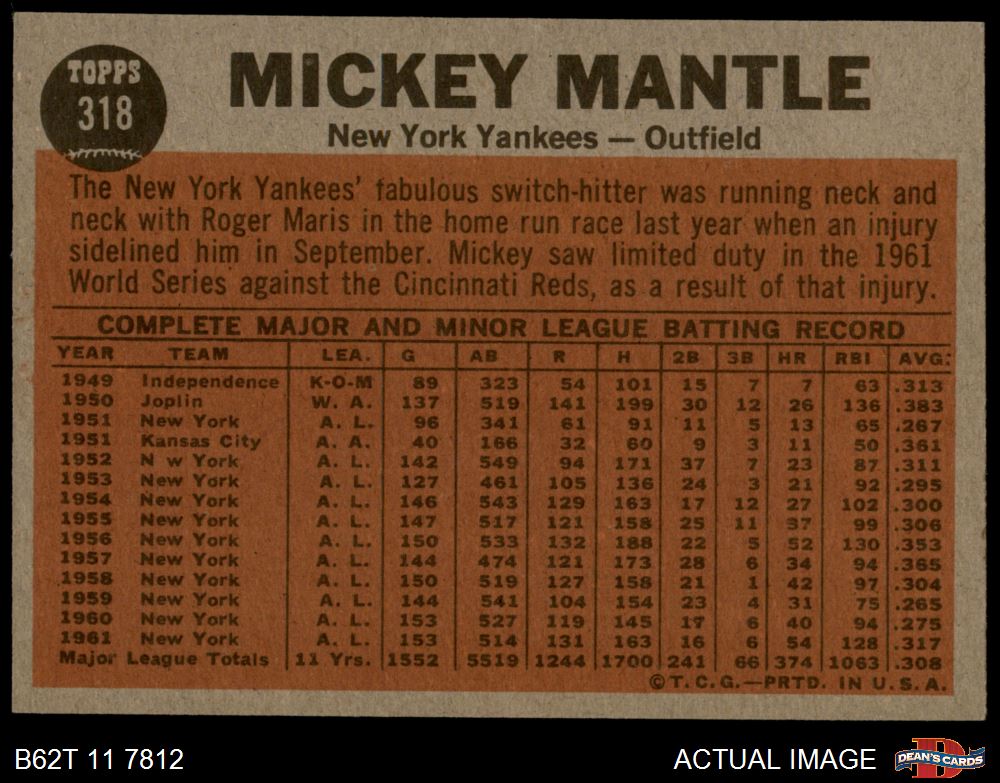 TOPPS
318
MICKEY MANTLE
New York Yankees — Outfield
The New York Yankees' fabulous switch-hitter was running neck and
neck with Roger Maris in the home run race last year when an injury
sidelined him in September. Mickey saw limited duty in the 1961
World Series against the Cincinnati Reds, as a result of that injury.
COMPLETE MAJOR AND MINOR LEAGUE BATTING RECORD
YEAR TEAM LEA. G AB R H 2B 3B HR RBI AVG.
1949 Independence K-O-M 89 323 54 101 15 7 7 63 .313
1950 Joplin W. A. 137 519 141 199 30 12 26 136 .383
1951 New York A. L. 96 341 61 91 11 5 13 65 .267
1951 Kansas City A. A. 40 166 32 60 9 3 11 50 .361
1952 N w York A. L. 142 549 94 171 37 7 23 87 .311
1953 New York A. L. 127 461 105 136 24 3 21 92 .295
1954 New York A. L. 146 543 129 163 17 12 27 102 .300
1955 New York A. L. 147 517 121 158 25 11 37 99 .306
1956 New York A. L. 150 533 132 188 22 5 52 130 .353
1957 New York A. L. 144 474 121 173 28 6 34 94 .365
1958 New York A. L. 150 519 127 158 21 1 42 97 .304
1959 New York A. L. 144 541 104 154 23 4 31 75 .265
1960 New York A. L. 153 527 119 145 17 6 40 94 .275
1961 New York A. L. 153 514 131 163 16 6 54 128 .317
Major League Totals 11 Yrs. 1552 5519 1244 1700 241 66 374 1063 .308
©T.C.G.—PRTD. IN U.S.A.
B62T 11 7812
ACTUAL IMAGE
DEAN'S CARDS